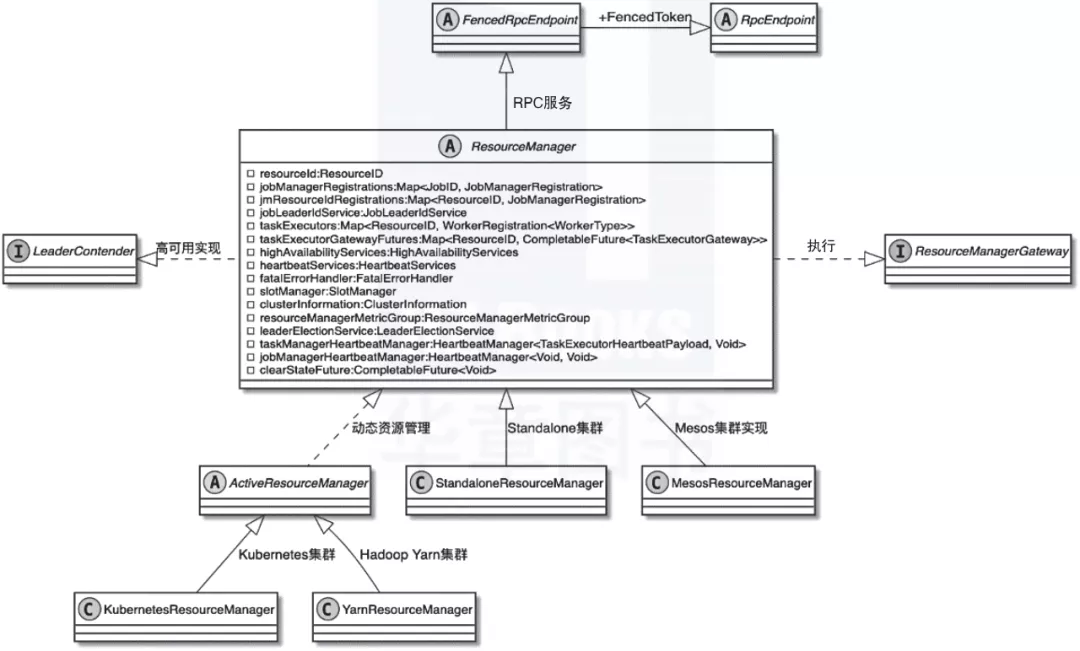 A FencedRpcEndpoint
+FencedToken
A RpcEndpoint
RPC服务
A ResourceManager
resourceId:ResourceID
jobManagerRegistrations:Map<JobID, JobManagerRegistration>
jmResourceIdRegistrations:Map<ResourceID, JobManagerRegistration>
jobLeaderIdService:JobLeaderIdService
taskExecutors:Map<ResourceID, WorkerRegistration<WorkerType>>
taskExecutorGatewayFutures:Map<ResourceID, CompletableFuture<TaskExecutorGateway>>
highAvailabilityServices:HighAvailabilityServices
heartbeatServices:HeartbeatServices
fatalErrorHandler:FatalErrorHandler
slotManager:SlotManager
clusterInformation:ClusterInformation
resourceManagerMetricGroup:ResourceManagerMetricGroup
leaderElectionService:LeaderElectionService
taskManagerHeartbeatManager:HeartbeatManager<TaskExecutorHeartbeatPayload, Void>
jobManagerHeartbeatManager:HeartbeatManager<Void, Void>
clearStateFuture:CompletableFuture<Void>
I LeaderContender
高可用实现
执行
I ResourceManagerGateway
动态资源管理
Standalone集群
Mesos集群实现
A ActiveResourceManager
C StandaloneResourceManager
C MesosResourceManager
Kubernetes集群
Hadoop Yarn集群
C KubernetesResourceManager
C YarnResourceManager
华章图书